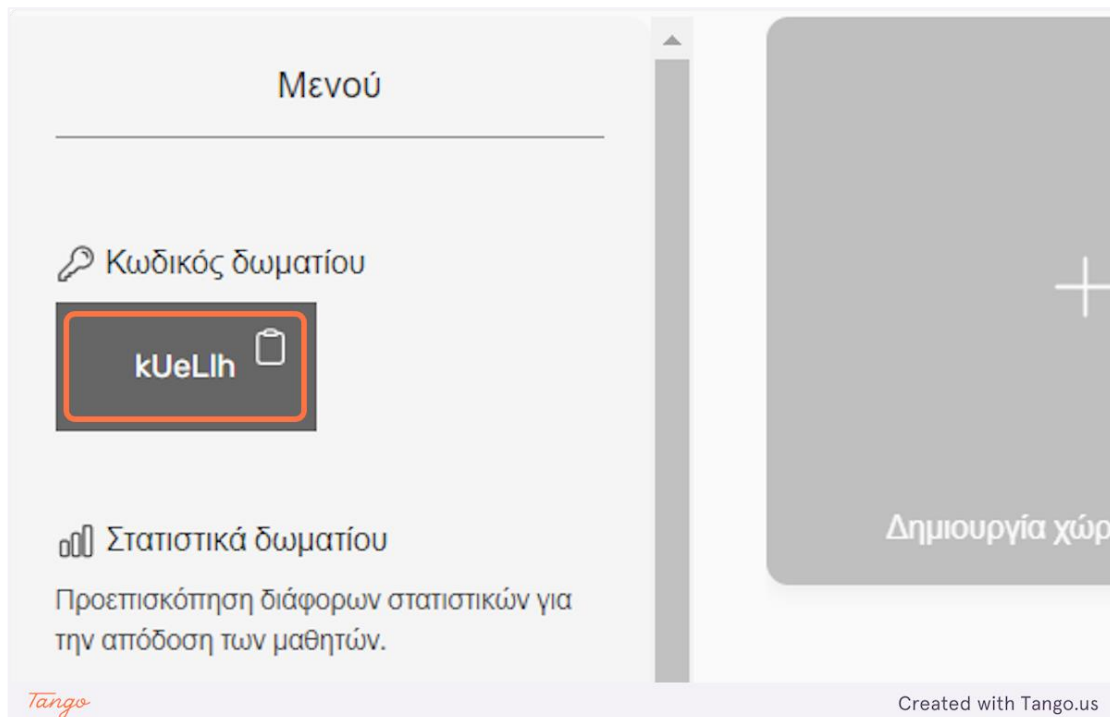 Μενού
Κωδικός δωματίου
kUeLlh
Στατιστικά δωματίου
Προεπισκόπηση διάφορων στατιστικών για
την απόδοση των μαθητών.
Δημιουργία χώρ
Tango
Created with Tango.us